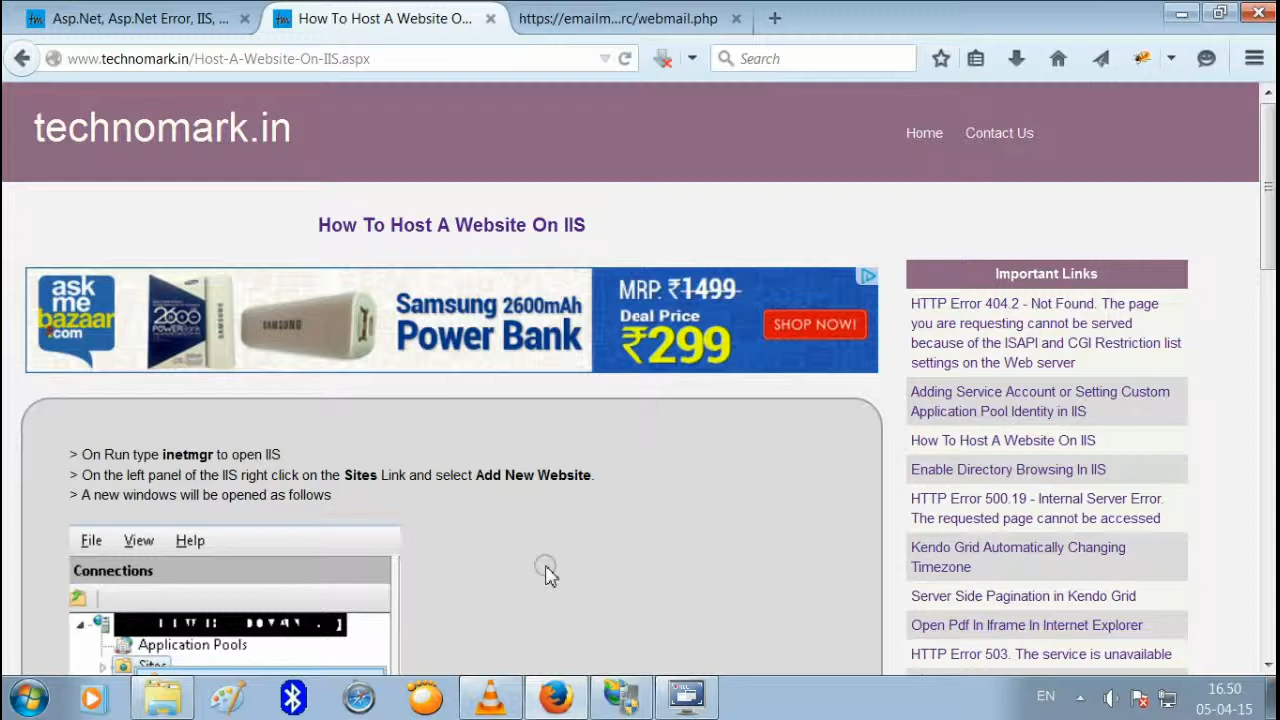 Asp.Net, Asp.Net Error, IIS, ...
How To Host A Website O...
https://emailm...rc/webmail.php
www.technomark.in/Host-A-Website-On-IIS.aspx
Search
technomark.in
Home
Contact Us
How To Host A Website On IIS
ask
me
bazaar
.com
SAMSUNG
Samsung 2600mAh
Power Bank
MRP: ₹1499
Deal Price
₹299
SHOP NOW!
> On Run type inetmgr to open IIS
> On the left panel of the IIS right click on the Sites Link and select Add New Website.
> A new windows will be opened as follows
File View Help
Connections
Application Pools
Sites
Important Links
HTTP Error 404.2 - Not Found. The page
you are requesting cannot be served
because of the ISAPI and CGI Restriction list
settings on the Web server
Adding Service Account or Setting Custom
Application Pool Identity in IIS
How To Host A Website On IIS
Enable Directory Browsing In IIS
HTTP Error 500.19 - Internal Server Error.
The requested page cannot be accessed
Kendo Grid Automatically Changing
Timezone
Server Side Pagination in Kendo Grid
Open Pdf In Iframe In Internet Explorer
HTTP Error 503. The service is unavailable
EN
16.50
05-04-15